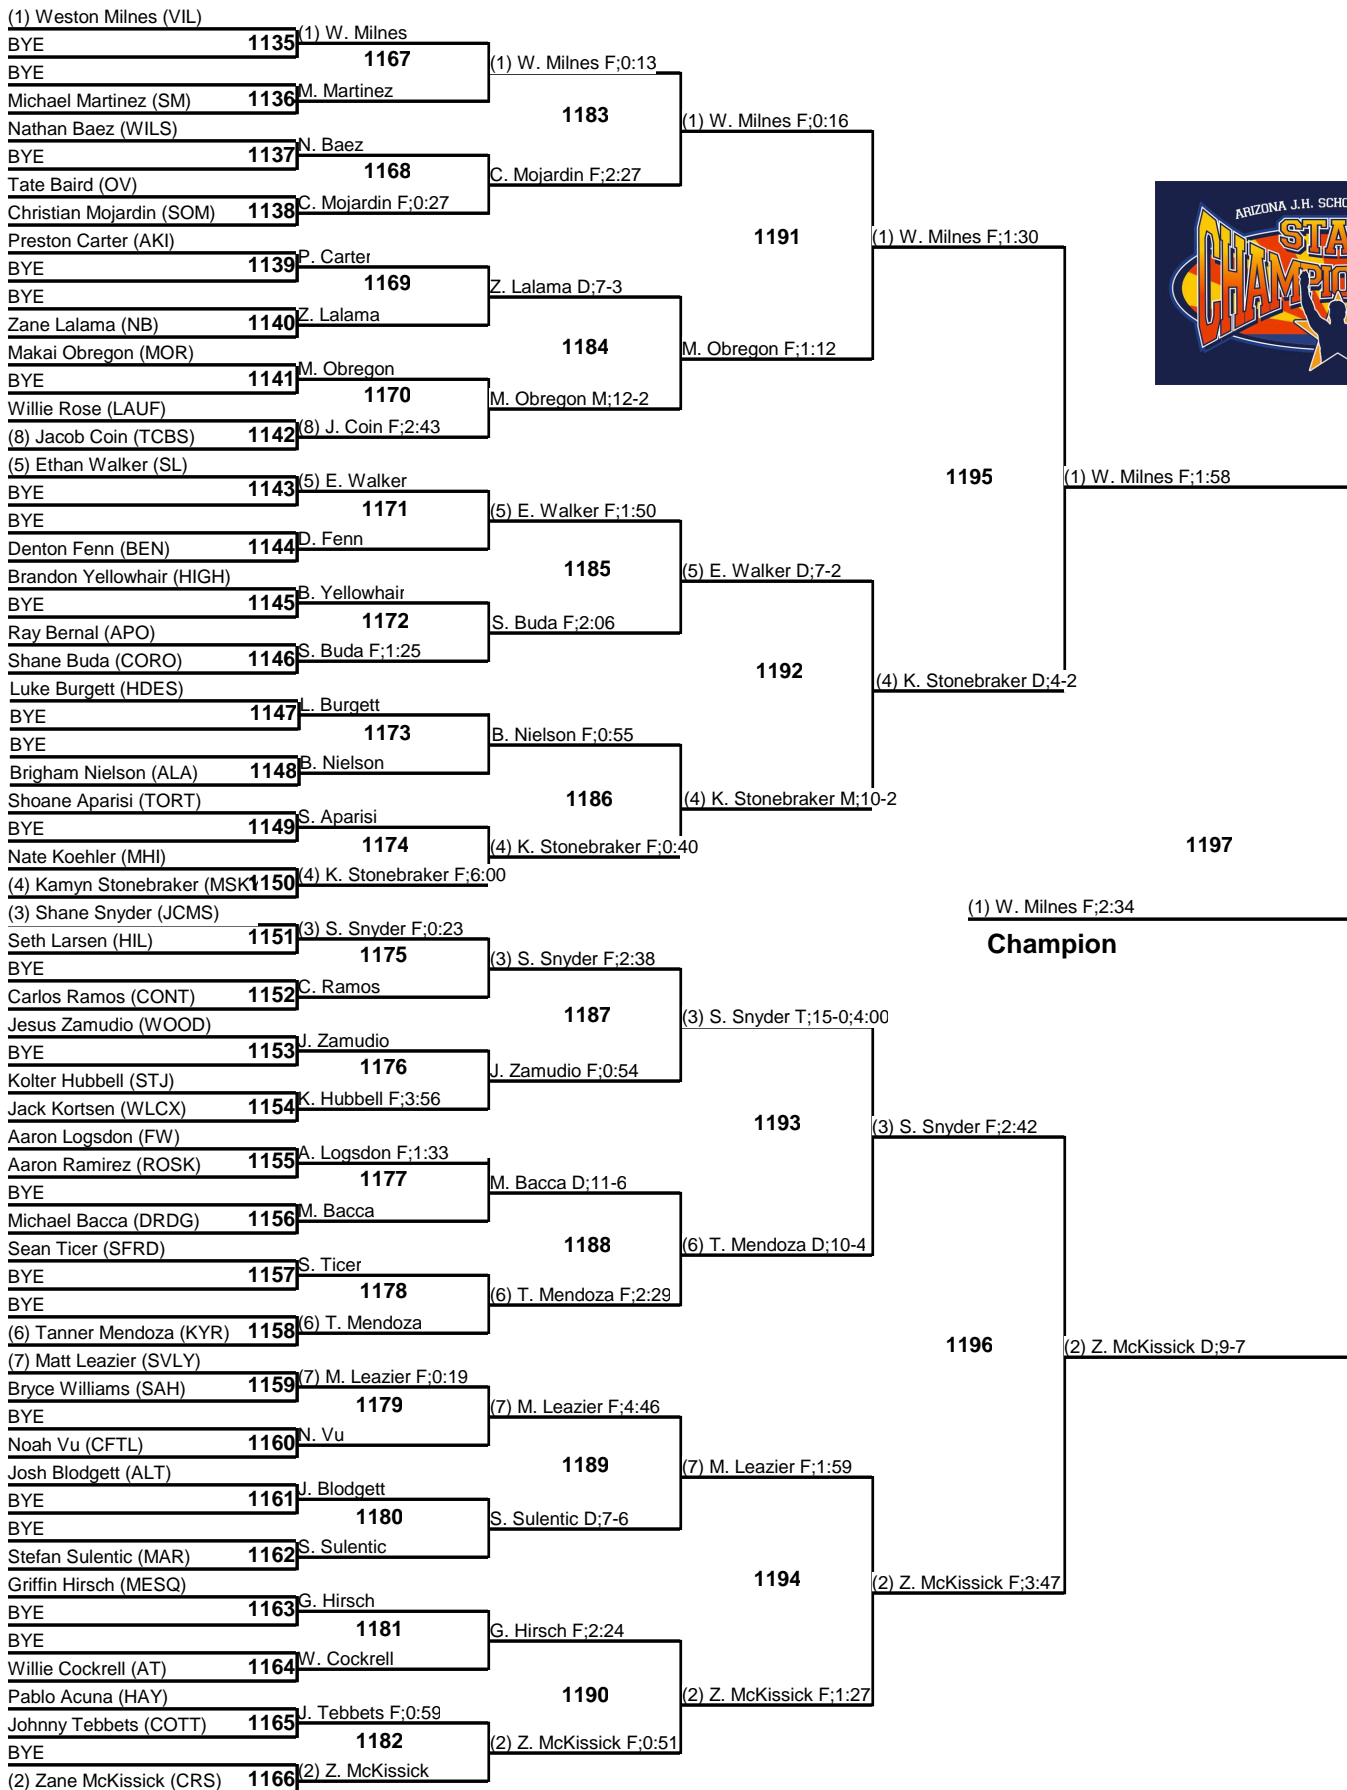 (1) Weston Milnes (VIL)
BYE
1135
BYE
Michael Martinez (SM)
1136
Nathan Baez (WILS)
BYE
1137
Tate Baird (OV)
Christian Mojardin (SOM)
1138
Preston Carter (AKI)
BYE
1139
BYE
Zane Lalama (NB)
1140
Makai Obregon (MOR)
BYE
1141
Willie Rose (LAUF)
(8) Jacob Coin (TCBS)
1142
(5) Ethan Walker (SL)
BYE
1143
BYE
Denton Fenn (BEN)
1144
Brandon Yellowhair (HIGH)
BYE
1145
Ray Bernal (APO)
Shane Buda (CORO)
1146
Luke Burgett (HDES)
BYE
1147
BYE
Brigham Nielson (ALA)
1148
Shoane Aparisi (TORT)
BYE
1149
Nate Koehler (MHI)
(4) Kamyn Stonebraker (MSK
1150
(3) Shane Snyder (JCMS)
Seth Larsen (HIL)
1151
BYE
Carlos Ramos (CONT)
1152
Jesus Zamudio (WOOD)
BYE
1153
Kolter Hubbell (STJ)
Jack Kortsen (WLCX)
1154
Aaron Logsdon (FW)
Aaron Ramirez (ROSK)
1155
BYE
Michael Bacca (DRDG)
1156
Sean Ticer (SFRD)
BYE
1157
BYE
(6) Tanner Mendoza (KYR)
1158
(7) Matt Leazier (SVLY)
Bryce Williams (SAH)
1159
BYE
Noah Vu (CFTL)
1160
Josh Blodgett (ALT)
BYE
1161
BYE
Stefan Sulentic (MAR)
1162
Griffin Hirsch (MESQ)
BYE
1163
BYE
Willie Cockrell (AT)
1164
Pablo Acuna (HAY)
Johnny Tebbets (COTT)
1165
BYE
(2) Zane McKissick (CRS)
1166
(1) W. Milnes
1167
M. Martinez
N. Baez
1168
C. Mojardin F;0:27
P. Carter
1169
Z. Lalama
M. Obregon
1170
(8) J. Coin F;2:43
(5) E. Walker
1171
D. Fenn
B. Yellowhair
1172
S. Buda F;1:25
L. Burgett
1173
B. Nielson
S. Aparisi
1174
(4) K. Stonebraker F;6:00
(3) S. Snyder F;0:23
1175
C. Ramos
J. Zamudio
1176
K. Hubbell F;3:56
A. Logsdon F;1:33
1177
M. Bacca
S. Ticer
1178
(6) T. Mendoza
(7) M. Leazier F;0:19
1179
N. Vu
J. Blodgett
1180
S. Sulentic
G. Hirsch
1181
W. Cockrell
J. Tebbets F;0:59
1182
(2) Z. McKissick
(1) W. Milnes F;0:13
1183
C. Mojardin F;2:27
Z. Lalama D;7-3
1184
M. Obregon M;12-2
(5) E. Walker F;1:50
1185
S. Buda F;2:06
B. Nielson F;0:55
1186
(4) K. Stonebraker F;0:40
(3) S. Snyder F;2:38
1187
J. Zamudio F;0:54
M. Bacca D;11-6
1188
(6) T. Mendoza F;2:29
(7) M. Leazier F;4:46
1189
S. Sulentic D;7-6
G. Hirsch F;2:24
1190
(2) Z. McKissick F;0:51
(1) W. Milnes F;0:16
1191
M. Obregon F;1:12
(5) E. Walker D;7-2
1192
(4) K. Stonebraker M;10-2
(3) S. Snyder T;15-0;4:00
1193
(6) T. Mendoza D;10-4
(7) M. Leazier F;1:59
1194
(2) Z. McKissick F;1:27
(1) W. Milnes F;1:30
1195
(4) K. Stonebraker D;4-2
(3) S. Snyder F;2:42
1196
(2) Z. McKissick F;3:47
(1) W. Milnes F;1:58
1197
(2) Z. McKissick D;9-7
(1) W. Milnes F;2:34
Champion
ARIZONA J.H. SCHO
STA
CHAMPIO